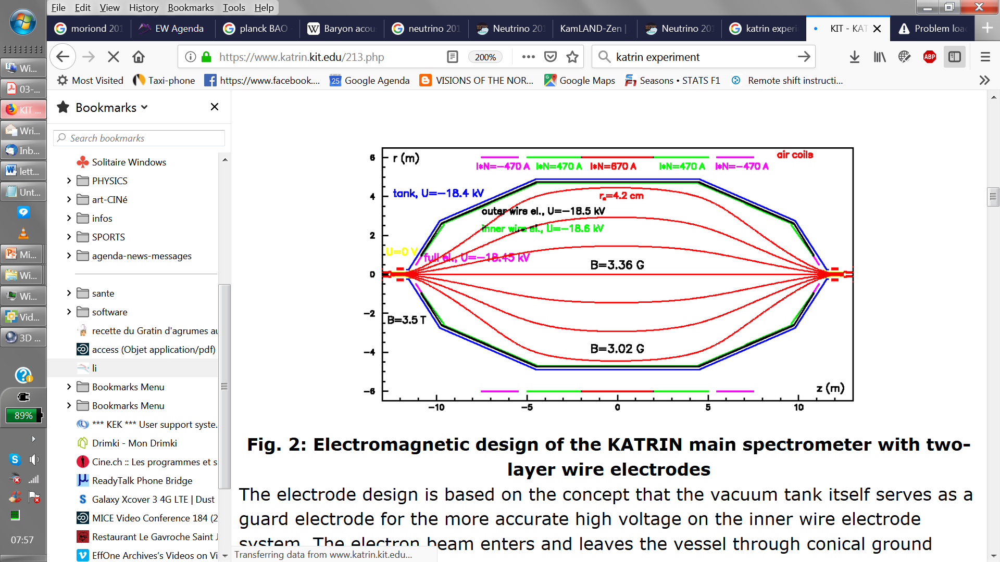 File Edit View History Bookmarks Tools Help
moriond 201 EW Agenda planck BAO - Baryon acou neutrino 201 Neutrino 201 KamLAND-Zen | Neutrino 201 katrin experi KIT - KAT Problem loa
https://www.katrin.kit.edu/213.php 200% katrin experiment ABP
Most Visited Taxi-phone https://www.facebook.... 25 Google Agenda VISIONS OF THE NOR... Google Maps Seasons • STATS F1 Remote shift instructi...
Wi...
03-...
KIT ...
Wri...
Inb...
lett...
Unt...
Mi...
Wi...
Wi...
Vid...
3D ...
89%
07:57
Bookmarks
Search bookmarks
Solitaire Windows
PHYSICS
art-CINé
infos
SPORTS
agenda-news-messages
sante
software
recette du Gratin d'agrumes au
access (Objet application/pdf)
li
Bookmarks Menu
Bookmarks Menu
*** KEK *** User support syste.
Drimki - Mon Drimki
Cine.ch :: Les programmes et s
ReadyTalk Phone Bridge
Galaxy Xcover 3 4G LTE | Dust
MICE Video Conference 184 (2
Restaurant Le Gavroche Saint J
EffOne Archives's Videos on Vi
6 r (m) air coils
I*N=-470 A I*N=470 A I*N=670 A I*N=470 A I*N=-470 A
tank, U=-18.4 kV
4 rₐ=4.2 cm
outer wire el., U=-18.5 kV
inner wire el., U=-18.6 kV
2
U=0 V
full el., U=-18.45 kV
B=3.36 G
0
-2 B=3.5 T
-4 B=3.02 G
-6 z (m)
-10 -5 0 5 10
Fig. 2: Electromagnetic design of the KATRIN main spectrometer with two-
layer wire electrodes
The electrode design is based on the concept that the vacuum tank itself serves as a
guard electrode for the more accurate high voltage on the inner wire electrode
system. The electron beam enters and leaves the vessel through conical ground
Transferring data from www.katrin.kit.edu...